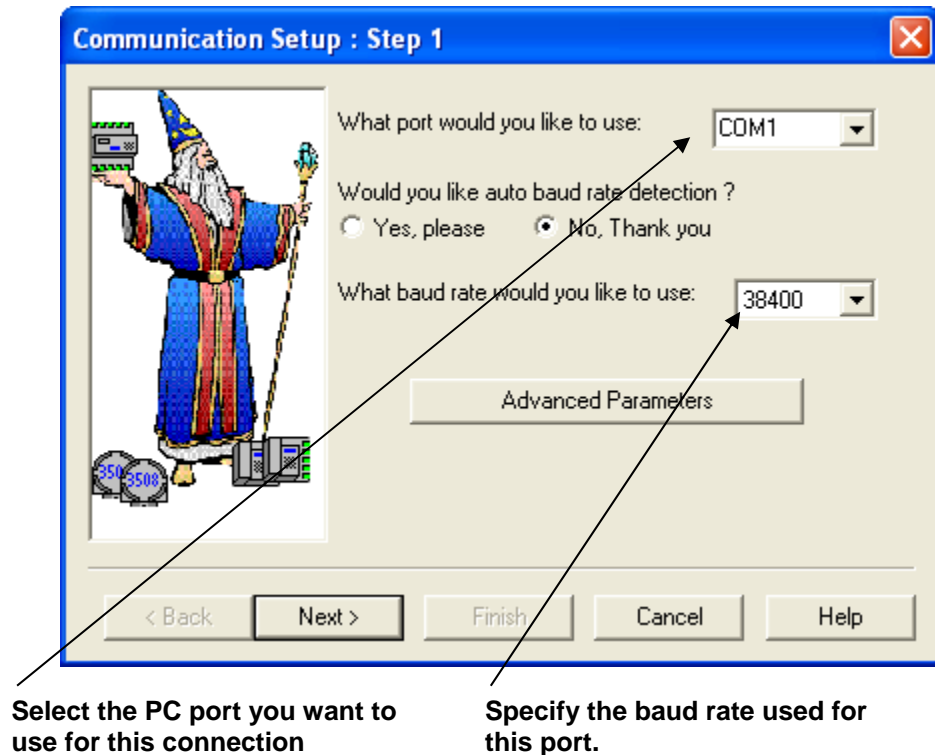 Communication Setup : Step 1
What port would you like to use:
COM1
Would you like auto baud rate detection ?
Yes, please
No, Thank you
What baud rate would you like to use:
38400
Advanced Parameters
350
3508
< Back
Next >
Finish
Cancel
Help
Select the PC port you want to
use for this connection
Specify the baud rate used for
this port.